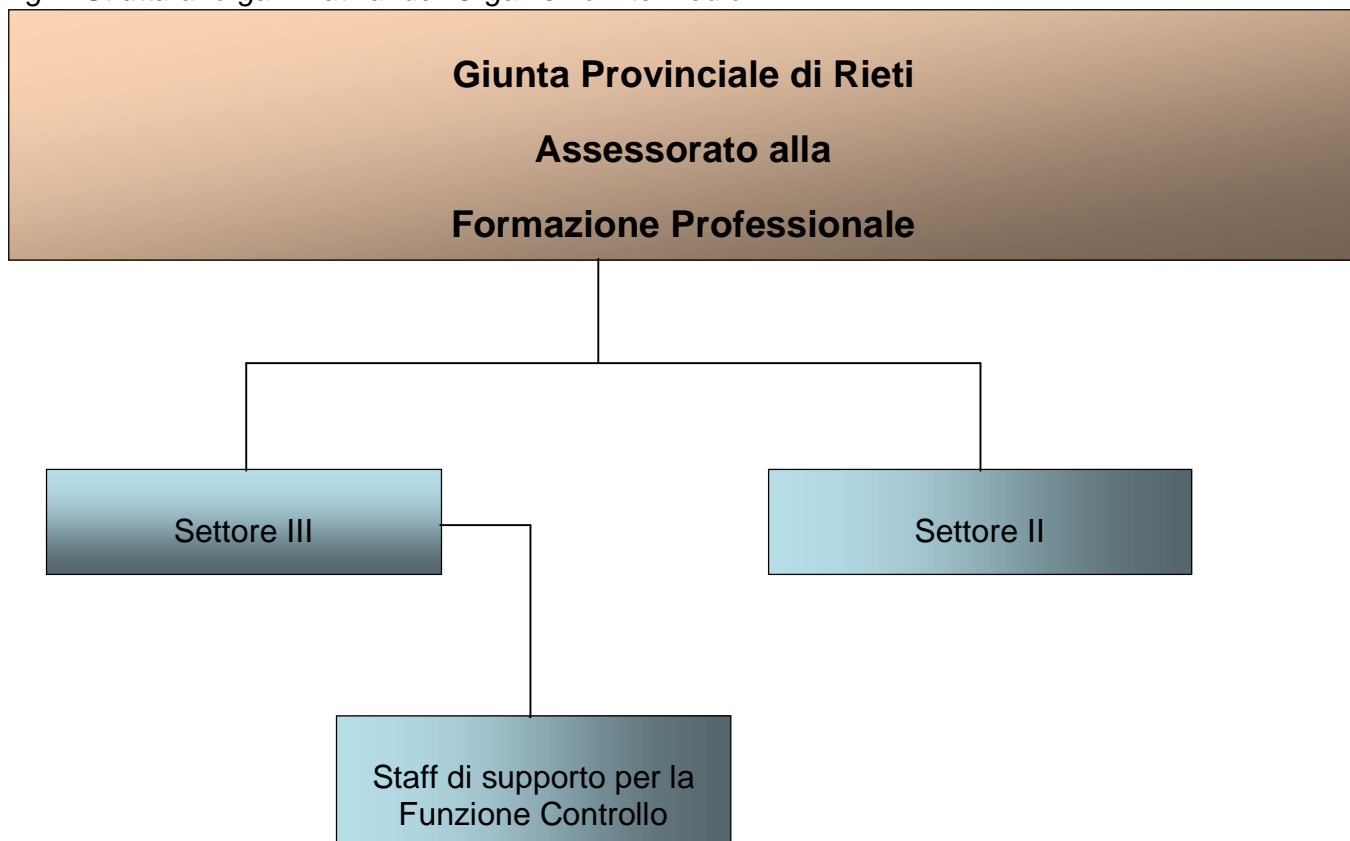 Giunta Provinciale di Rieti
Assessorato alla
Formazione Professionale
Settore III
Settore II
Staff di supporto per la
Funzione Controllo